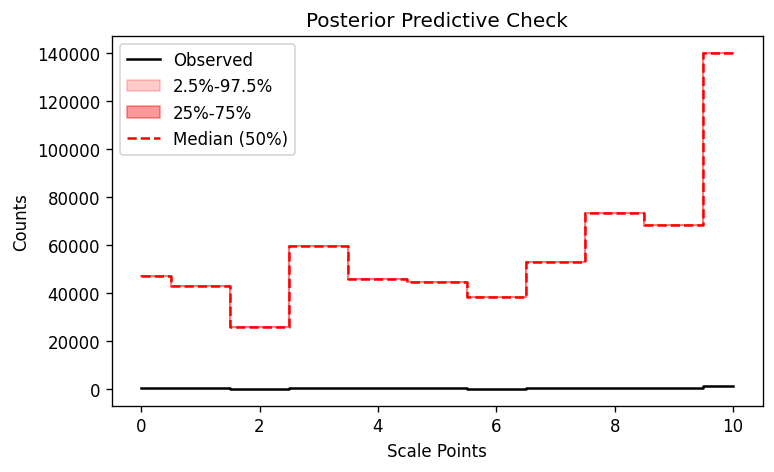 Posterior Predictive Check
Observed
2.5%-97.5%
25%-75%
Median (50%)
140000
120000
100000
80000
60000
40000
20000
0
Counts
0 2 4 6 8 10
Scale Points